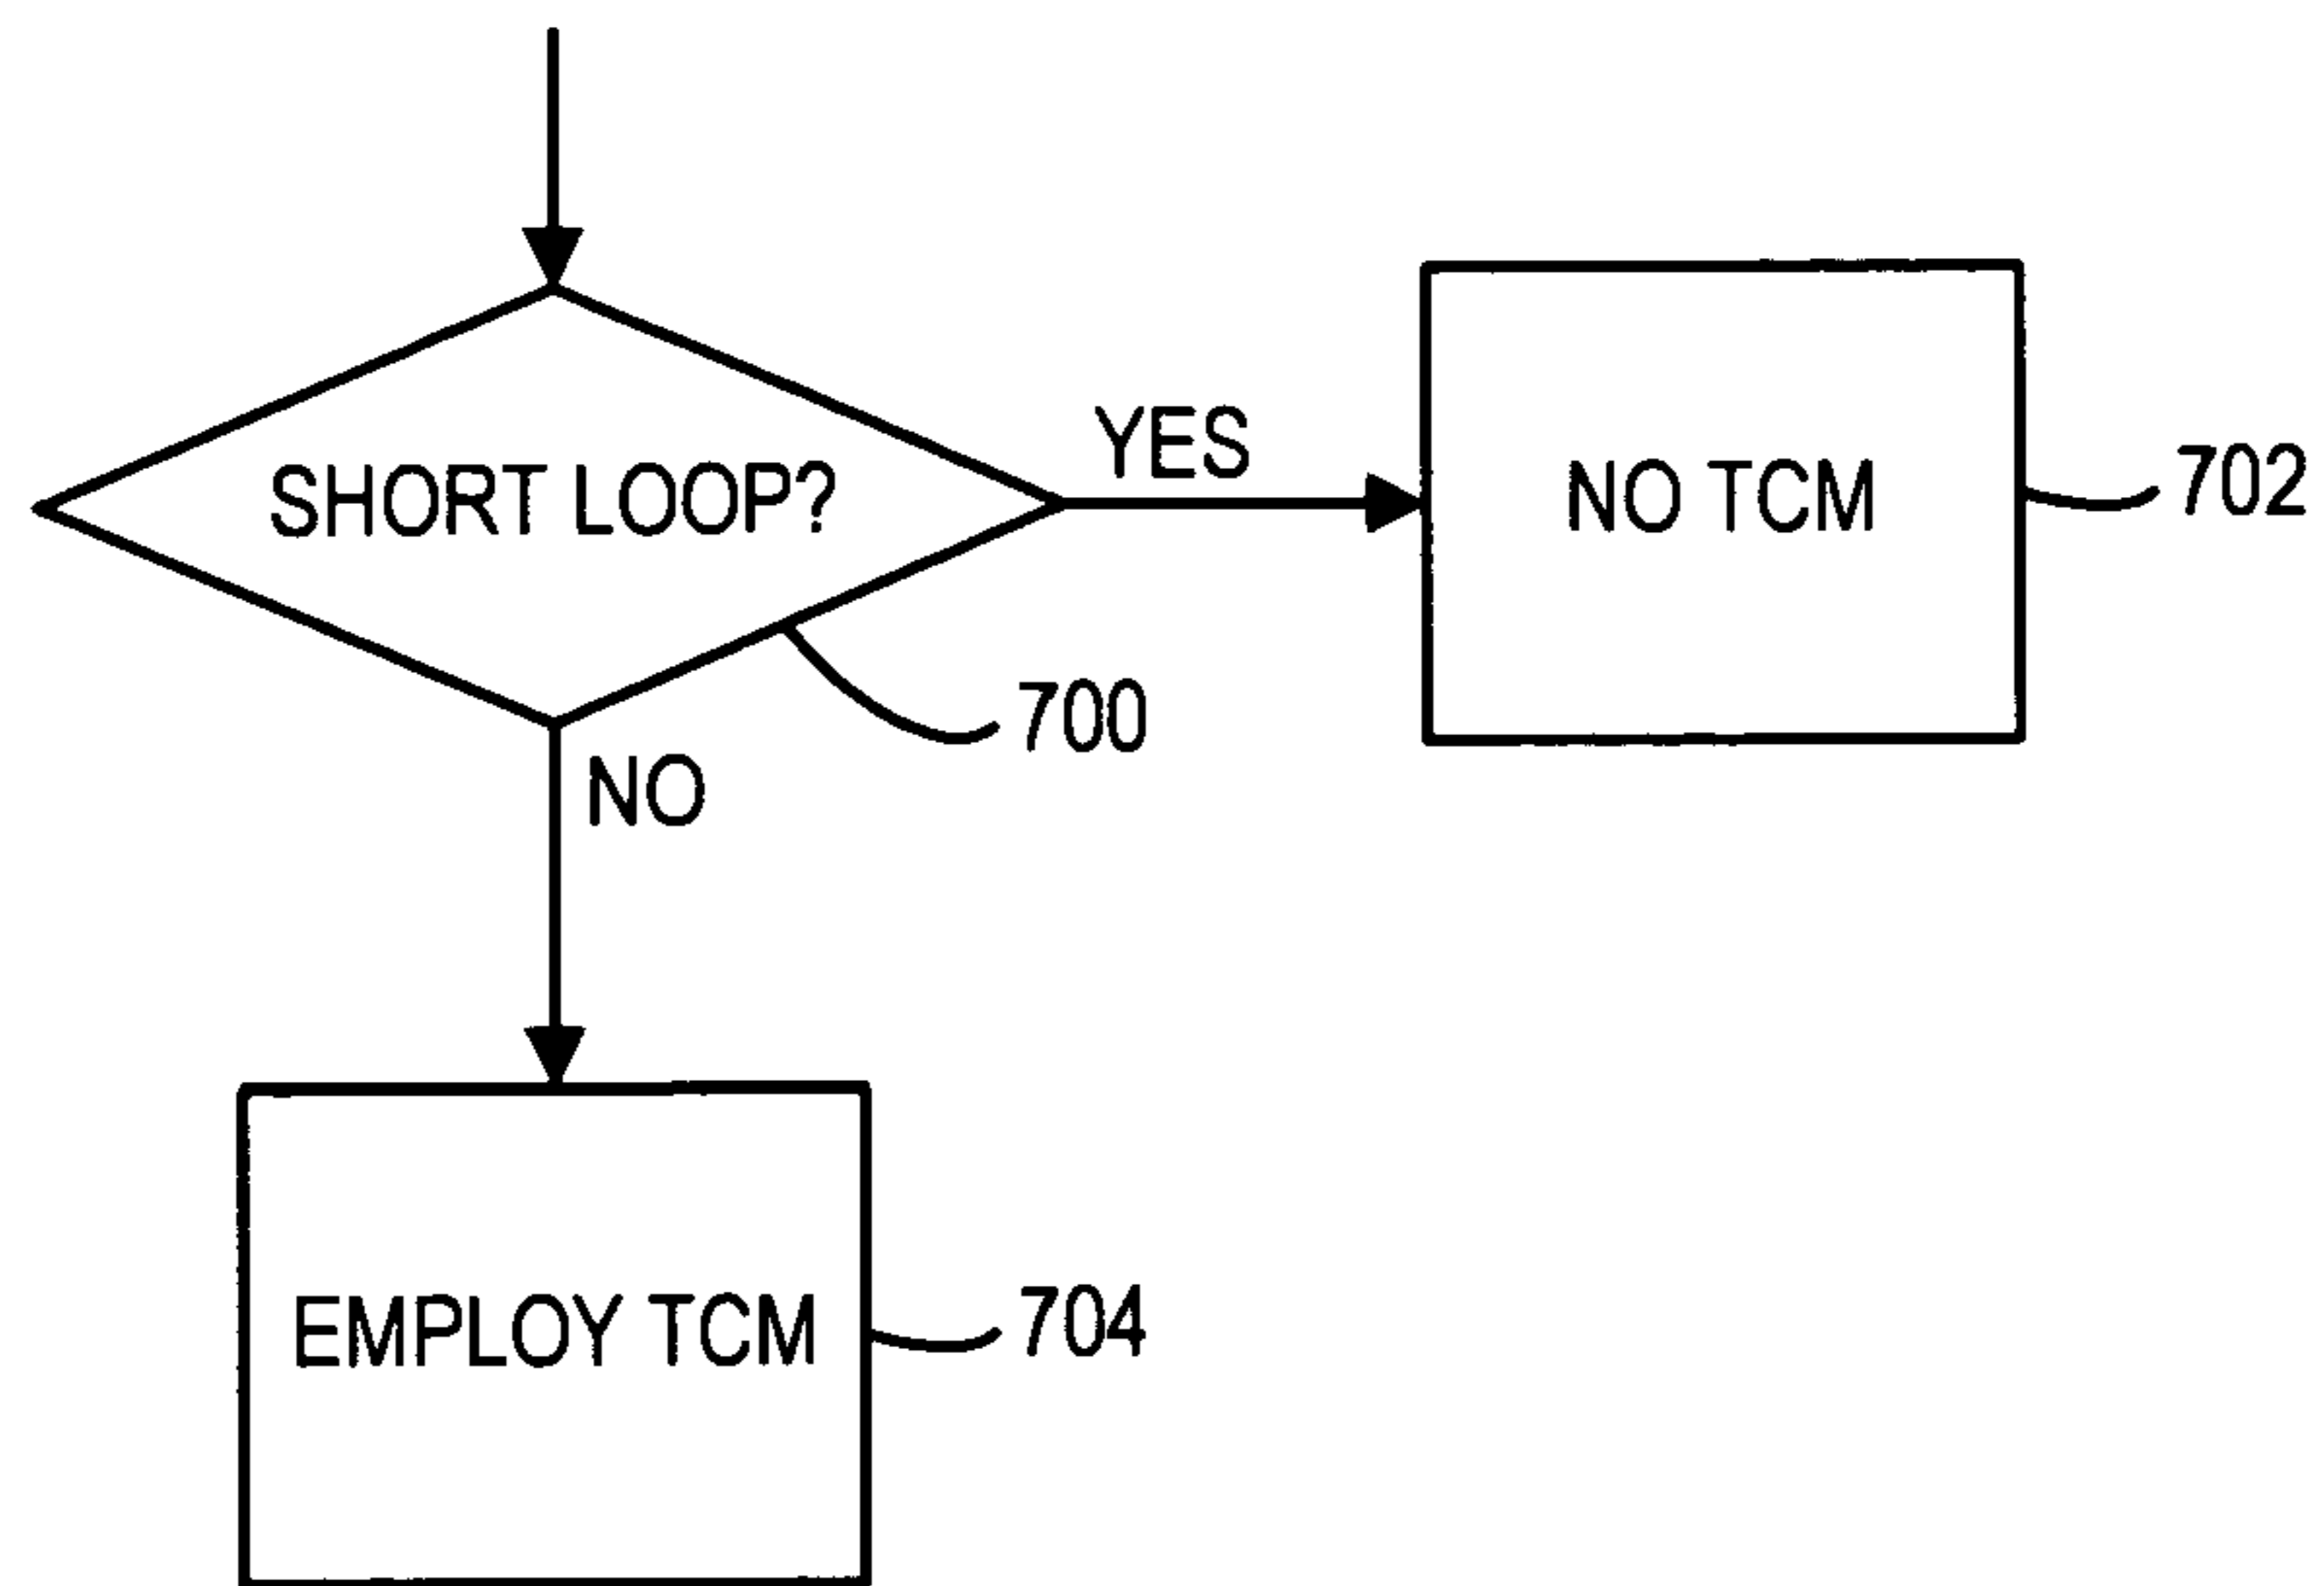 YES
SHORT LOOP?
NO TCM
702
700
NO
EMPLOY TCM
704